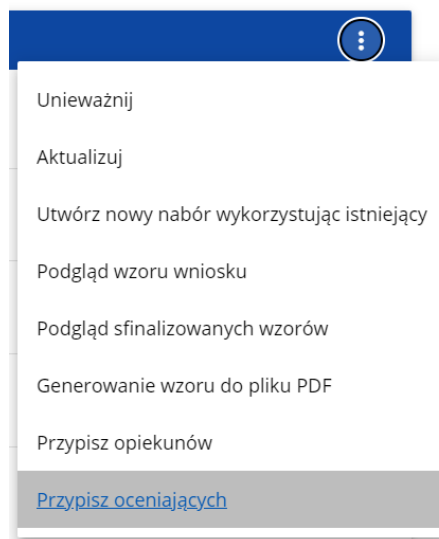 Unieważnij
Aktualizuj
Utwórz nowy nabór wykorzystując istniejący
Podgląd wzoru wniosku
Podgląd sfinalizowanych wzorów
Generowanie wzoru do pliku PDF
Przypisz opiekunów
Przypisz oceniających